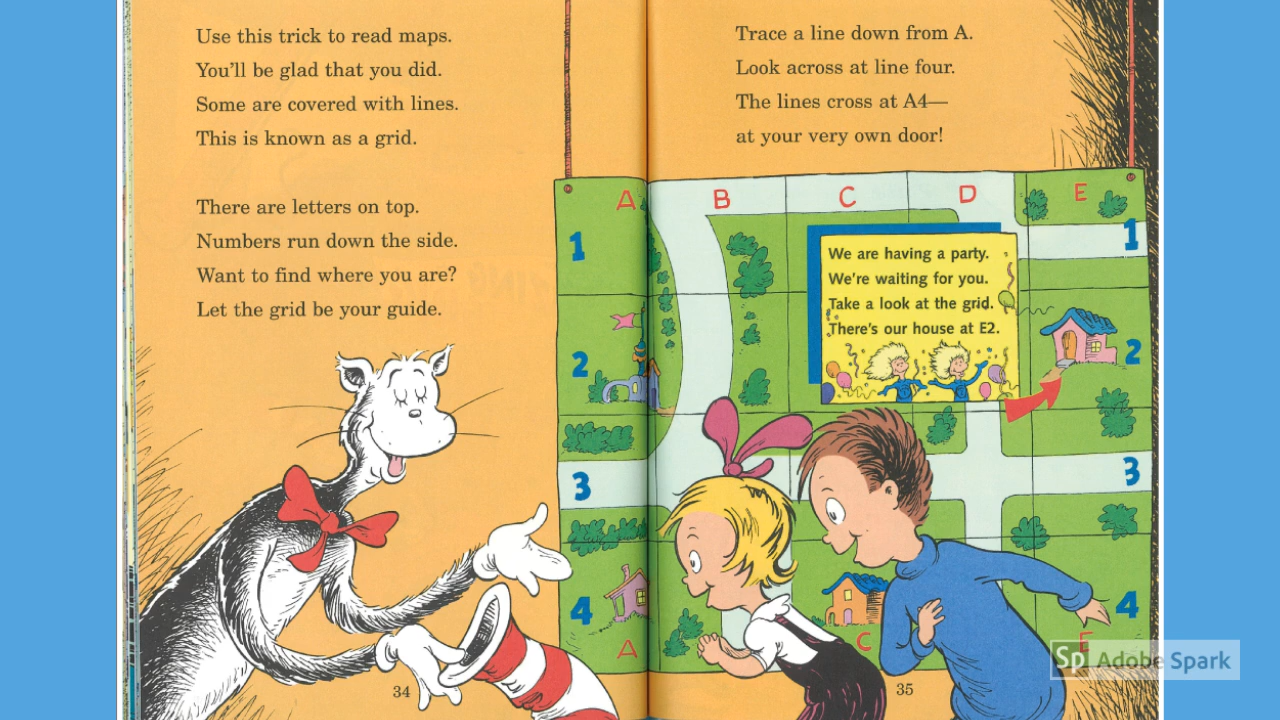 Use this trick to read maps.
You'll be glad that you did.
Some are covered with lines.
This is known as a grid.
There are letters on top.
Numbers run down the side.
Want to find where you are?
Let the grid be your guide.
34
Trace a line down from A.
Look across at line four.
The lines cross at A4—
at your very own door!
A B C D E
1 1
We are having a party.
We're waiting for you.
Take a look at the grid.
There's our house at E2.
2 2
3 3
4 4
A C E
35
Sp Adobe Spark